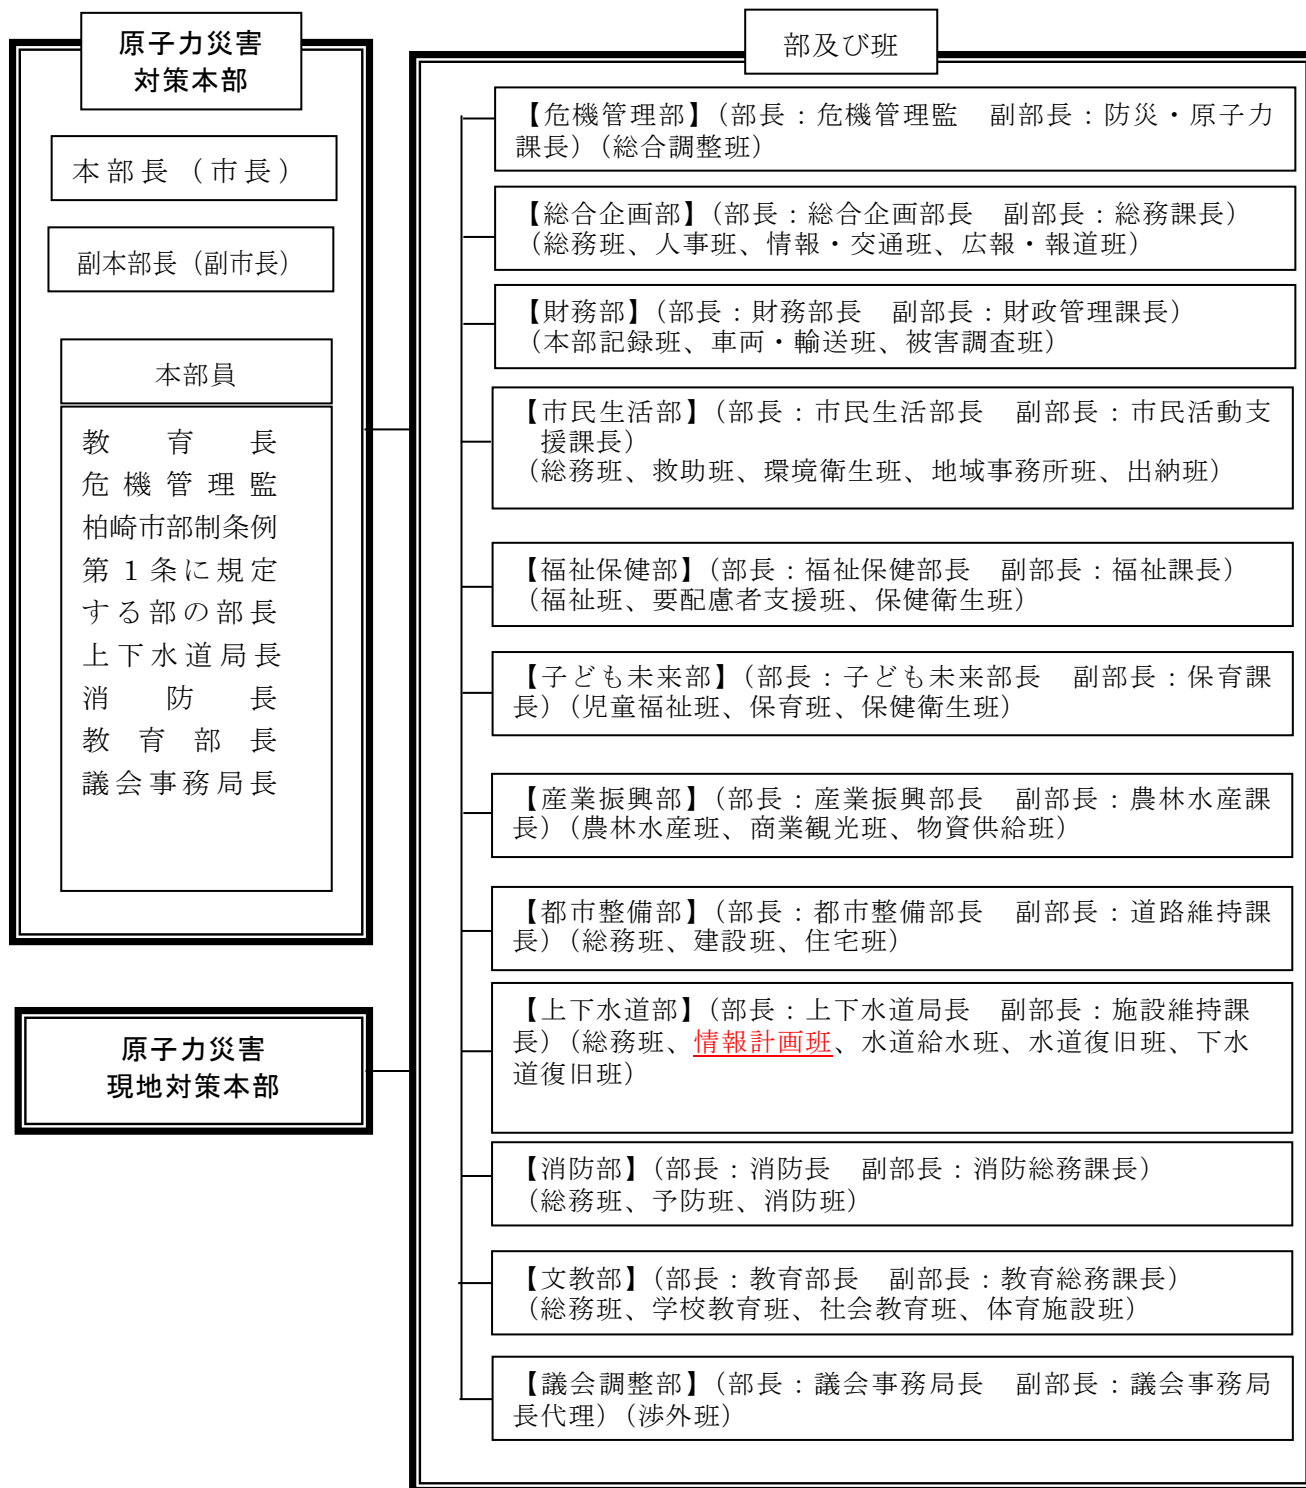 原子力災害
対策本部
本部長（市長）
副本部長（副市長）
本部員
教育長
危機管理監
柏崎市部制条例
第１条に規定
する部の部長
上下水道局長
消防長
教育部長
議会事務局長
原子力災害
現地対策本部
部及び班
【危機管理部】（部長：危機管理監　副部長：防災・原子力
課長）（総合調整班）
【総合企画部】（部長：総合企画部長　副部長：総務課長）
（総務班、人事班、情報・交通班、広報・報道班）
【財務部】（部長：財務部長　副部長：財政管理課長）
（本部記録班、車両・輸送班、被害調査班）
【市民生活部】（部長：市民生活部長　副部長：市民活動支
援課長）
（総務班、救助班、環境衛生班、地域事務所班、出納班）
【福祉保健部】（部長：福祉保健部長　副部長：福祉課長）
（福祉班、要配慮者支援班、保健衛生班）
【子ども未来部】（部長：子ども未来部長　副部長：保育課
長）（児童福祉班、保育班、保健衛生班）
【産業振興部】（部長：産業振興部長　副部長：農林水産課
長）（農林水産班、商業観光班、物資供給班）
【都市整備部】（部長：都市整備部長　副部長：道路維持課
長）（総務班、建設班、住宅班）
【上下水道部】（部長：上下水道局長　副部長：施設維持課
長）（総務班、情報計画班、水道給水班、水道復旧班、下水
道復旧班）
【消防部】（部長：消防長　副部長：消防総務課長）
（総務班、予防班、消防班）
【文教部】（部長：教育部長　副部長：教育総務課長）
（総務班、学校教育班、社会教育班、体育施設班）
【議会調整部】（部長：議会事務局長　副部長：議会事務局
長代理）（渉外班）